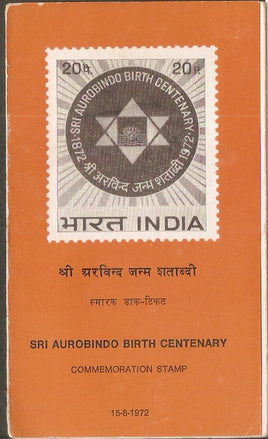 20पै. 20P.
1872·SRI AUROBINDO BIRTH CENTENARY·1972
श्री अरविन्द जन्म शताब्दी
भारत INDIA
श्री अरविन्द जन्म शताब्दी
स्मारक डाक-टिकट
SRI AUROBINDO BIRTH CENTENARY
COMMEMORATION STAMP
15-8-1972